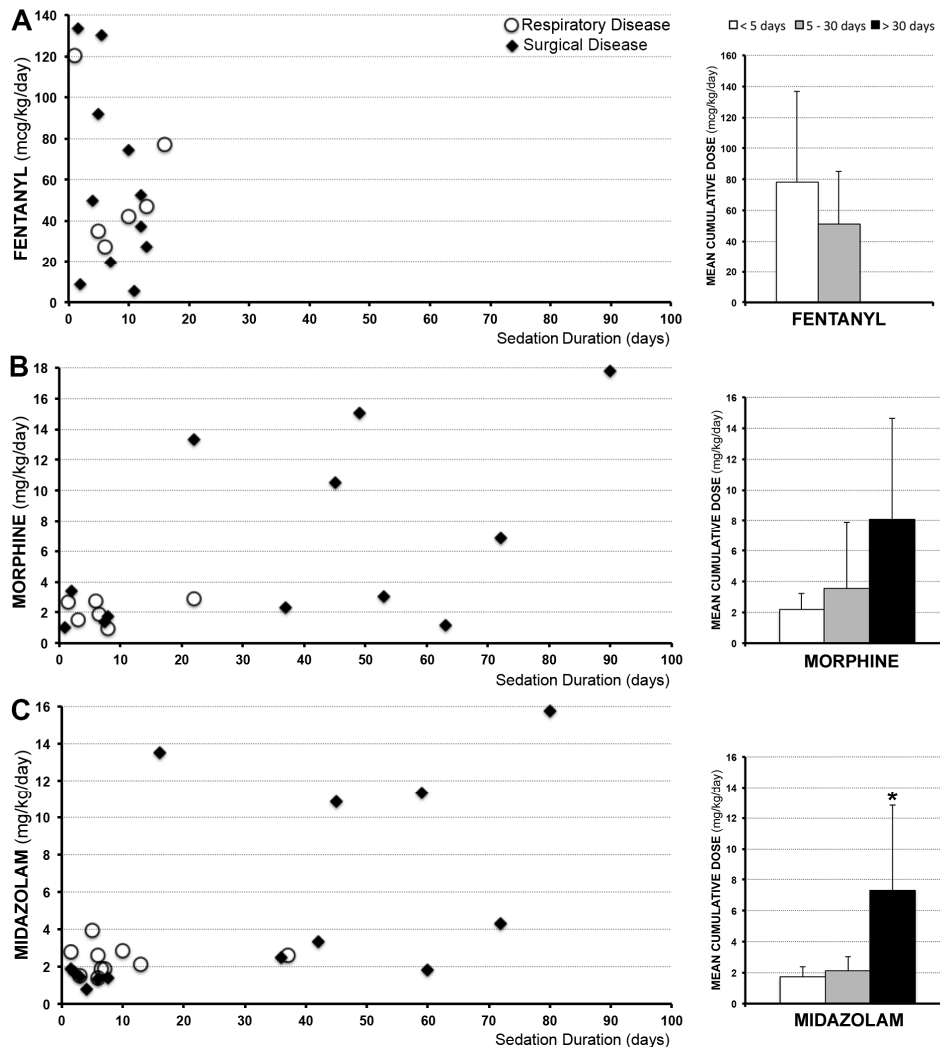 A
140
120
100
80
60
40
20
0
FENTANYL (mcg/kg/day)
Respiratory Disease
Surgical Disease
0 10 20 30 40 50 60 70 80 90 100
Sedation Duration (days)
< 5 days 5 - 30 days > 30 days
160
140
120
100
80
60
40
20
0
MEAN CUMULATIVE DOSE (mcg/kg/day)
FENTANYL
B
18
16
14
12
10
8
6
4
2
0
MORPHINE (mg/kg/day)
0 10 20 30 40 50 60 70 80 90 100
Sedation Duration (days)
16
14
12
10
8
6
4
2
0
MEAN CUMULATIVE DOSE (mg/kg/day)
MORPHINE
C
16
14
12
10
8
6
4
2
0
MIDAZOLAM (mg/kg/day)
0 10 20 30 40 50 60 70 80 90 100
Sedation Duration (days)
16
14
12
10
8
6
4
2
0
MEAN CUMULATIVE DOSE (mg/kg/day)
*
MIDAZOLAM